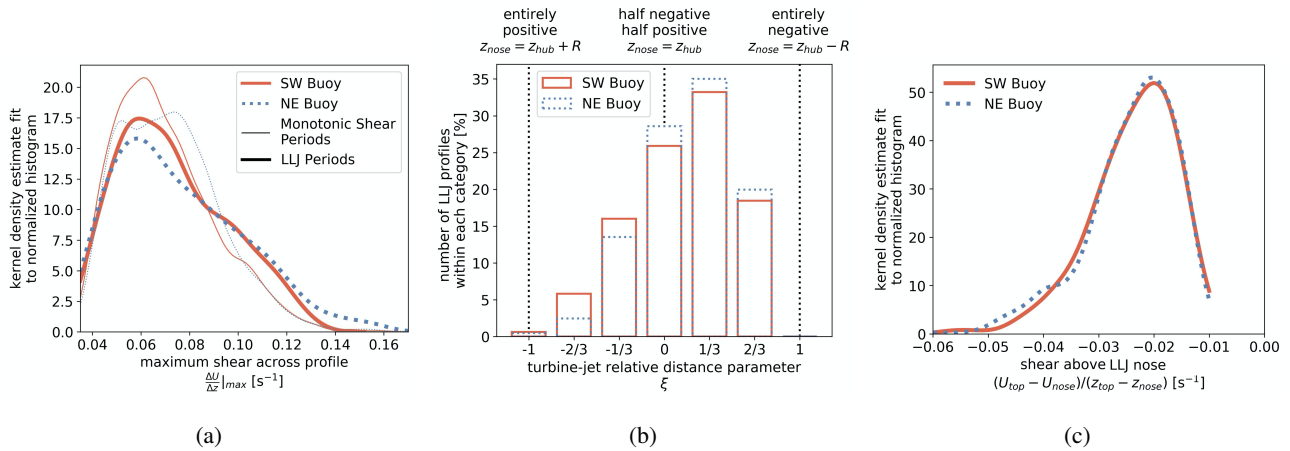 kernel density estimate fit
to normalized histogram
20.0
17.5
15.0
12.5
10.0
7.5
5.0
2.5
0.0
SW Buoy
NE Buoy
Monotonic Shear
Periods
LLJ Periods
0.04 0.06 0.08 0.10 0.12 0.14 0.16
maximum shear across profile
ΔU/Δz|max [s⁻¹]
(a)
entirely
positive
z_nose = z_hub + R
half negative
half positive
z_nose = z_hub
entirely
negative
z_nose = z_hub − R
number of LLJ profiles
within each category [%]
35
30
25
20
15
10
5
0
SW Buoy
NE Buoy
-1 -2/3 -1/3 0 1/3 2/3 1
turbine-jet relative distance parameter
ξ
(b)
kernel density estimate fit
to normalized histogram
50
40
30
20
10
0
SW Buoy
NE Buoy
−0.06 −0.05 −0.04 −0.03 −0.02 −0.01 0.00
shear above LLJ nose
(U_top − U_nose)/(z_top − z_nose) [s⁻¹]
(c)